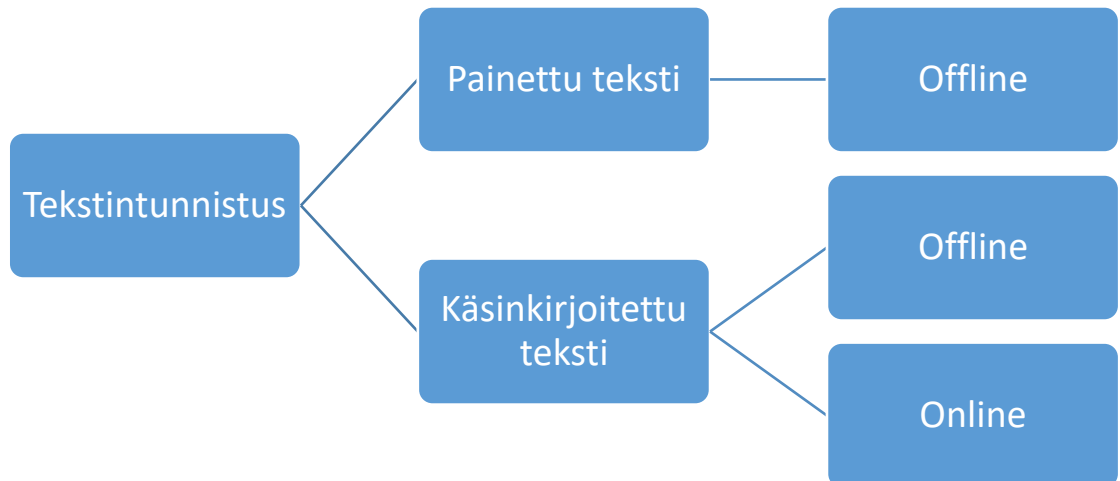 Tekstintunnistus
Painettu teksti
Offline
Käsinkirjoitettu
teksti
Offline
Online